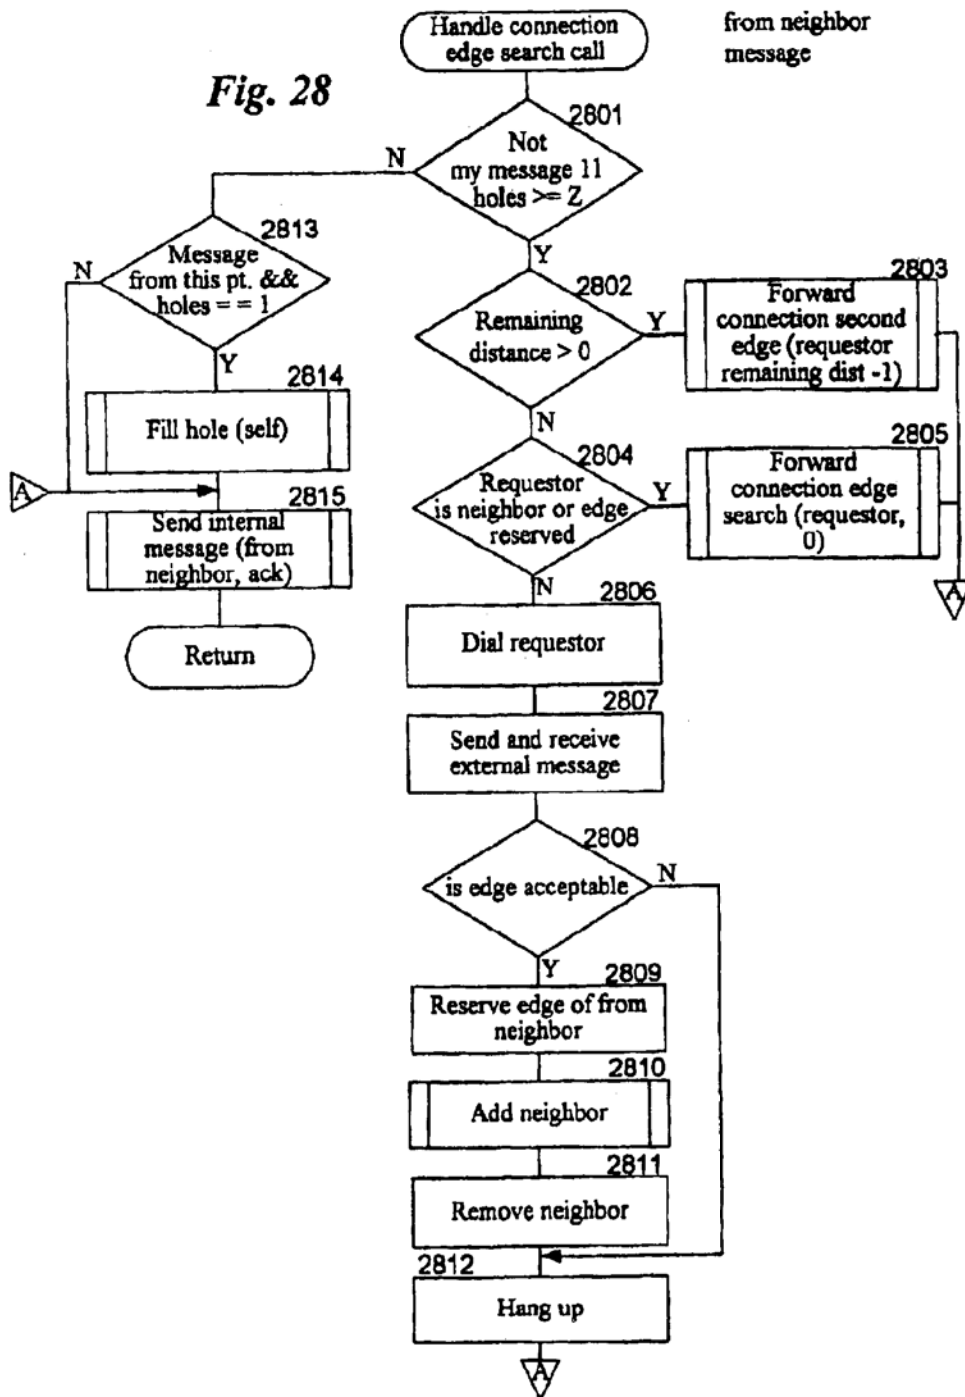 Handle connection
edge search call
from neighbor
message
Fig. 28
2801
Not
my message 11
holes >= Z
N
Y
2813
Message
from this pt. &&
holes = = 1
N
Y
2802
Remaining
distance > 0
Y
N
2803
Forward
connection second
edge (requestor
remaining dist -1)
2814
Fill hole (self)
2804
Requestor
is neighbor or edge
reserved
Y
N
2805
Forward
connection edge
search (requestor,
0)
A
A
2815
Send internal
message (from
neighbor, ack)
Return
2806
Dial requestor
2807
Send and receive
external message
2808
is edge acceptable
N
Y
2809
Reserve edge of from
neighbor
2810
Add neighbor
2811
Remove neighbor
2812
Hang up
A